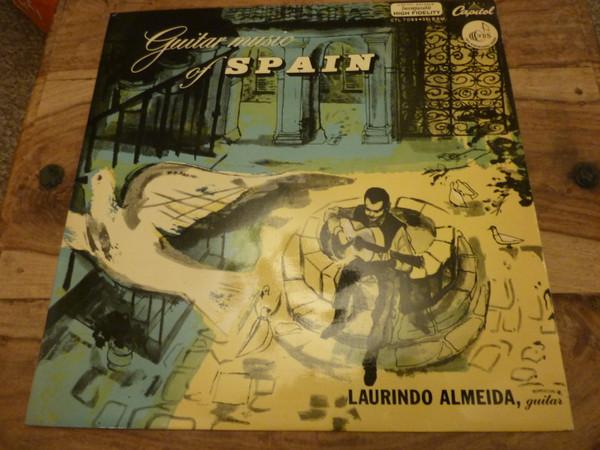 Guitar music
of SPAIN
HIGH FIDELITY
Capitol
LAURINDO ALMEIDA, guitar